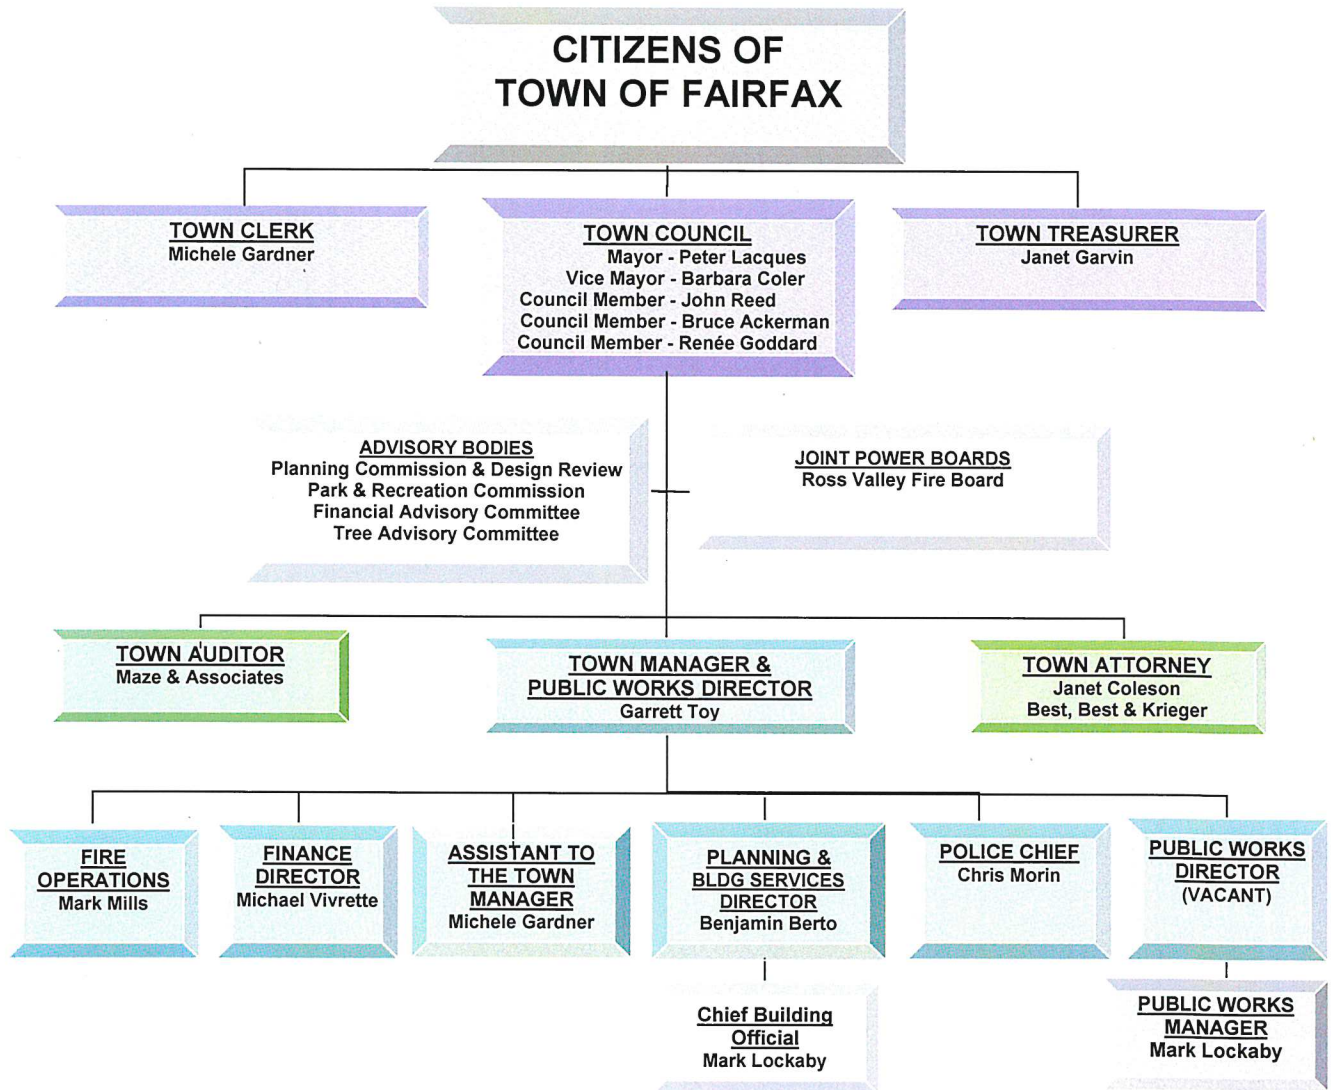 CITIZENS OF
TOWN OF FAIRFAX
TOWN CLERK
Michele Gardner
TOWN COUNCIL
Mayor - Peter Lacques
Vice Mayor - Barbara Coler
Council Member - John Reed
Council Member - Bruce Ackerman
Council Member - Renée Goddard
TOWN TREASURER
Janet Garvin
ADVISORY BODIES
Planning Commission & Design Review
Park & Recreation Commission
Financial Advisory Committee
Tree Advisory Committee
JOINT POWER BOARDS
Ross Valley Fire Board
TOWN AUDITOR
Maze & Associates
TOWN MANAGER &
PUBLIC WORKS DIRECTOR
Garrett Toy
TOWN ATTORNEY
Janet Coleson
Best, Best & Krieger
FIRE
OPERATIONS
Mark Mills
FINANCE
DIRECTOR
Michael Vivrette
ASSISTANT TO
THE TOWN
MANAGER
Michele Gardner
PLANNING &
BLDG SERVICES
DIRECTOR
Benjamin Berto
POLICE CHIEF
Chris Morin
PUBLIC WORKS
DIRECTOR
(VACANT)
Chief Building
Official
Mark Lockaby
PUBLIC WORKS
MANAGER
Mark Lockaby